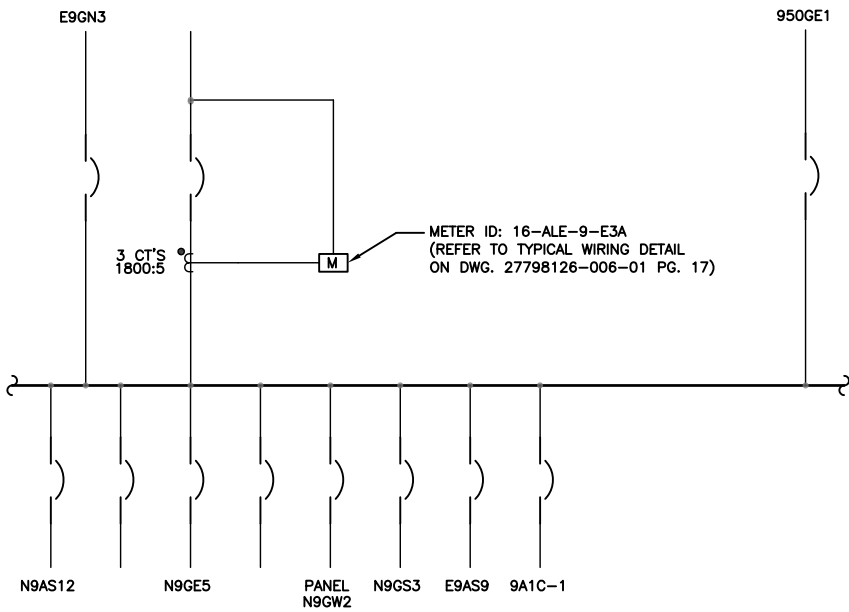 E9GN3
950GE1
METER ID: 16-ALE-9-E3A
(REFER TO TYPICAL WIRING DETAIL
ON DWG. 27798126-006-01 PG. 17)
3 CT'S
1800:5
M
N9AS12
N9GE5
PANEL
N9GW2
N9GS3
E9AS9
9A1C-1